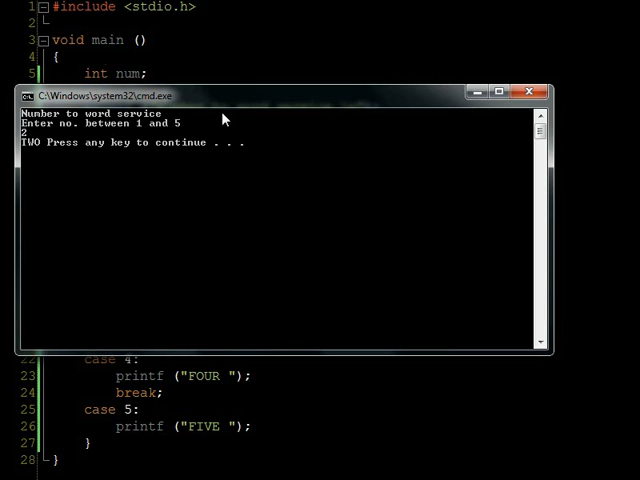 1 #include <stdio.h>
2
3 void main ()
4 {
5 int num;
C:\Windows\system32\cmd.exe
Number to word service
Enter no. between 1 and 5
2
TWO Press any key to continue . . .
22 case 4:
23 printf ("FOUR ");
24 break;
25 case 5:
26 printf ("FIVE ");
27 }
28 }